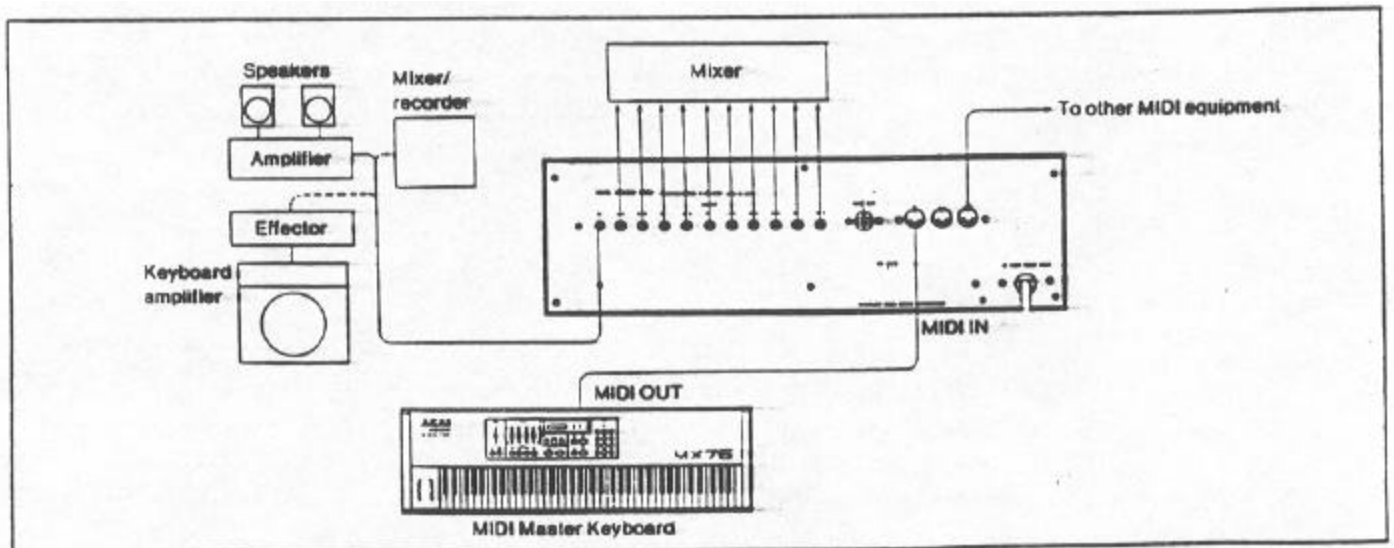 Speakers
Mixer/
recorder
Mixer
To other MIDI equipment
Amplifier
Effector
Keyboard
amplifier
MIDI IN
MIDI OUT
AKAI
MX76
MIDI Master Keyboard